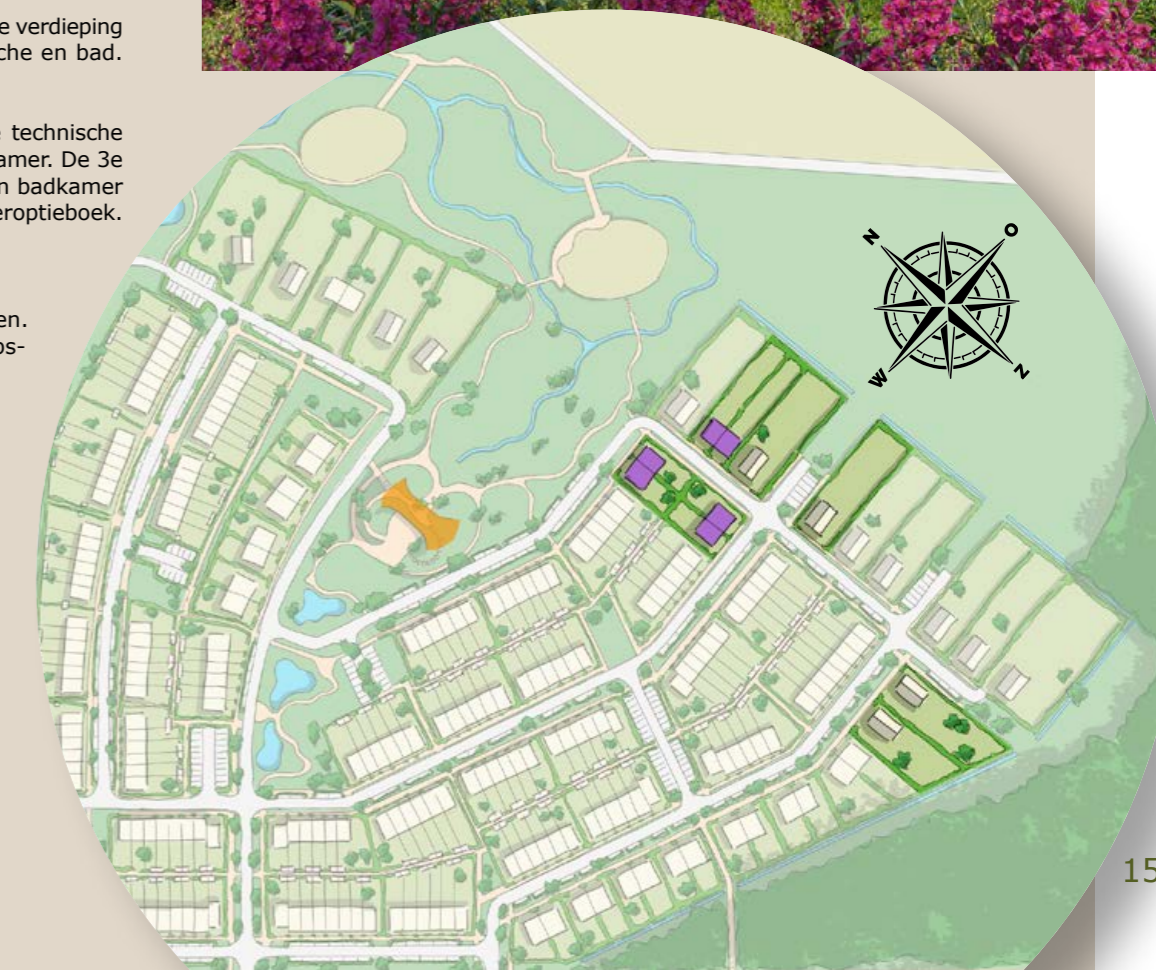 e verdieping
che en bad.
e technische
amer. De 3e
n badkamer
eroptieboek.
en.
os-
N
O
W
Z
15